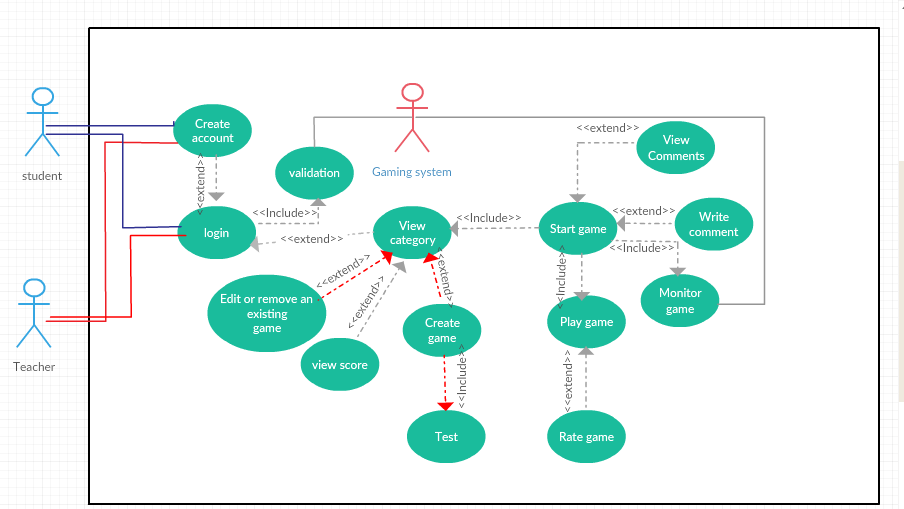 <<extend>>
View
Comments
Create
account
student
validation
Gaming system
<<extend>>
<<Include>>
<<extend>>
login
View
category
<<Include>>
Start game
<<extend>>
Write
comment
<<Include>>
<<extend>>
<<extend>>
<<Include>>
Edit or remove an
existing
game
<<extend>>
Monitor
game
Create
game
Play game
Teacher
view score
<<Include>>
<<extend>>
Test
Rate game